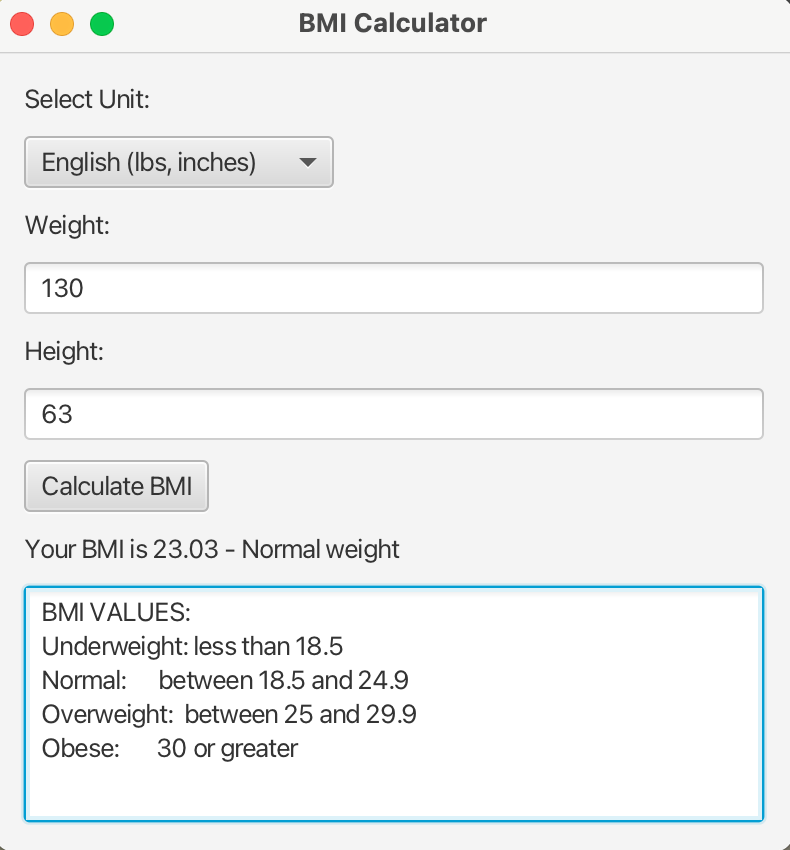 BMI Calculator
Select Unit:
English (lbs, inches)
Weight:
130
Height:
63
Calculate BMI
Your BMI is 23.03 - Normal weight
BMI VALUES:
Underweight: less than 18.5
Normal:     between 18.5 and 24.9
Overweight:  between 25 and 29.9
Obese:      30 or greater